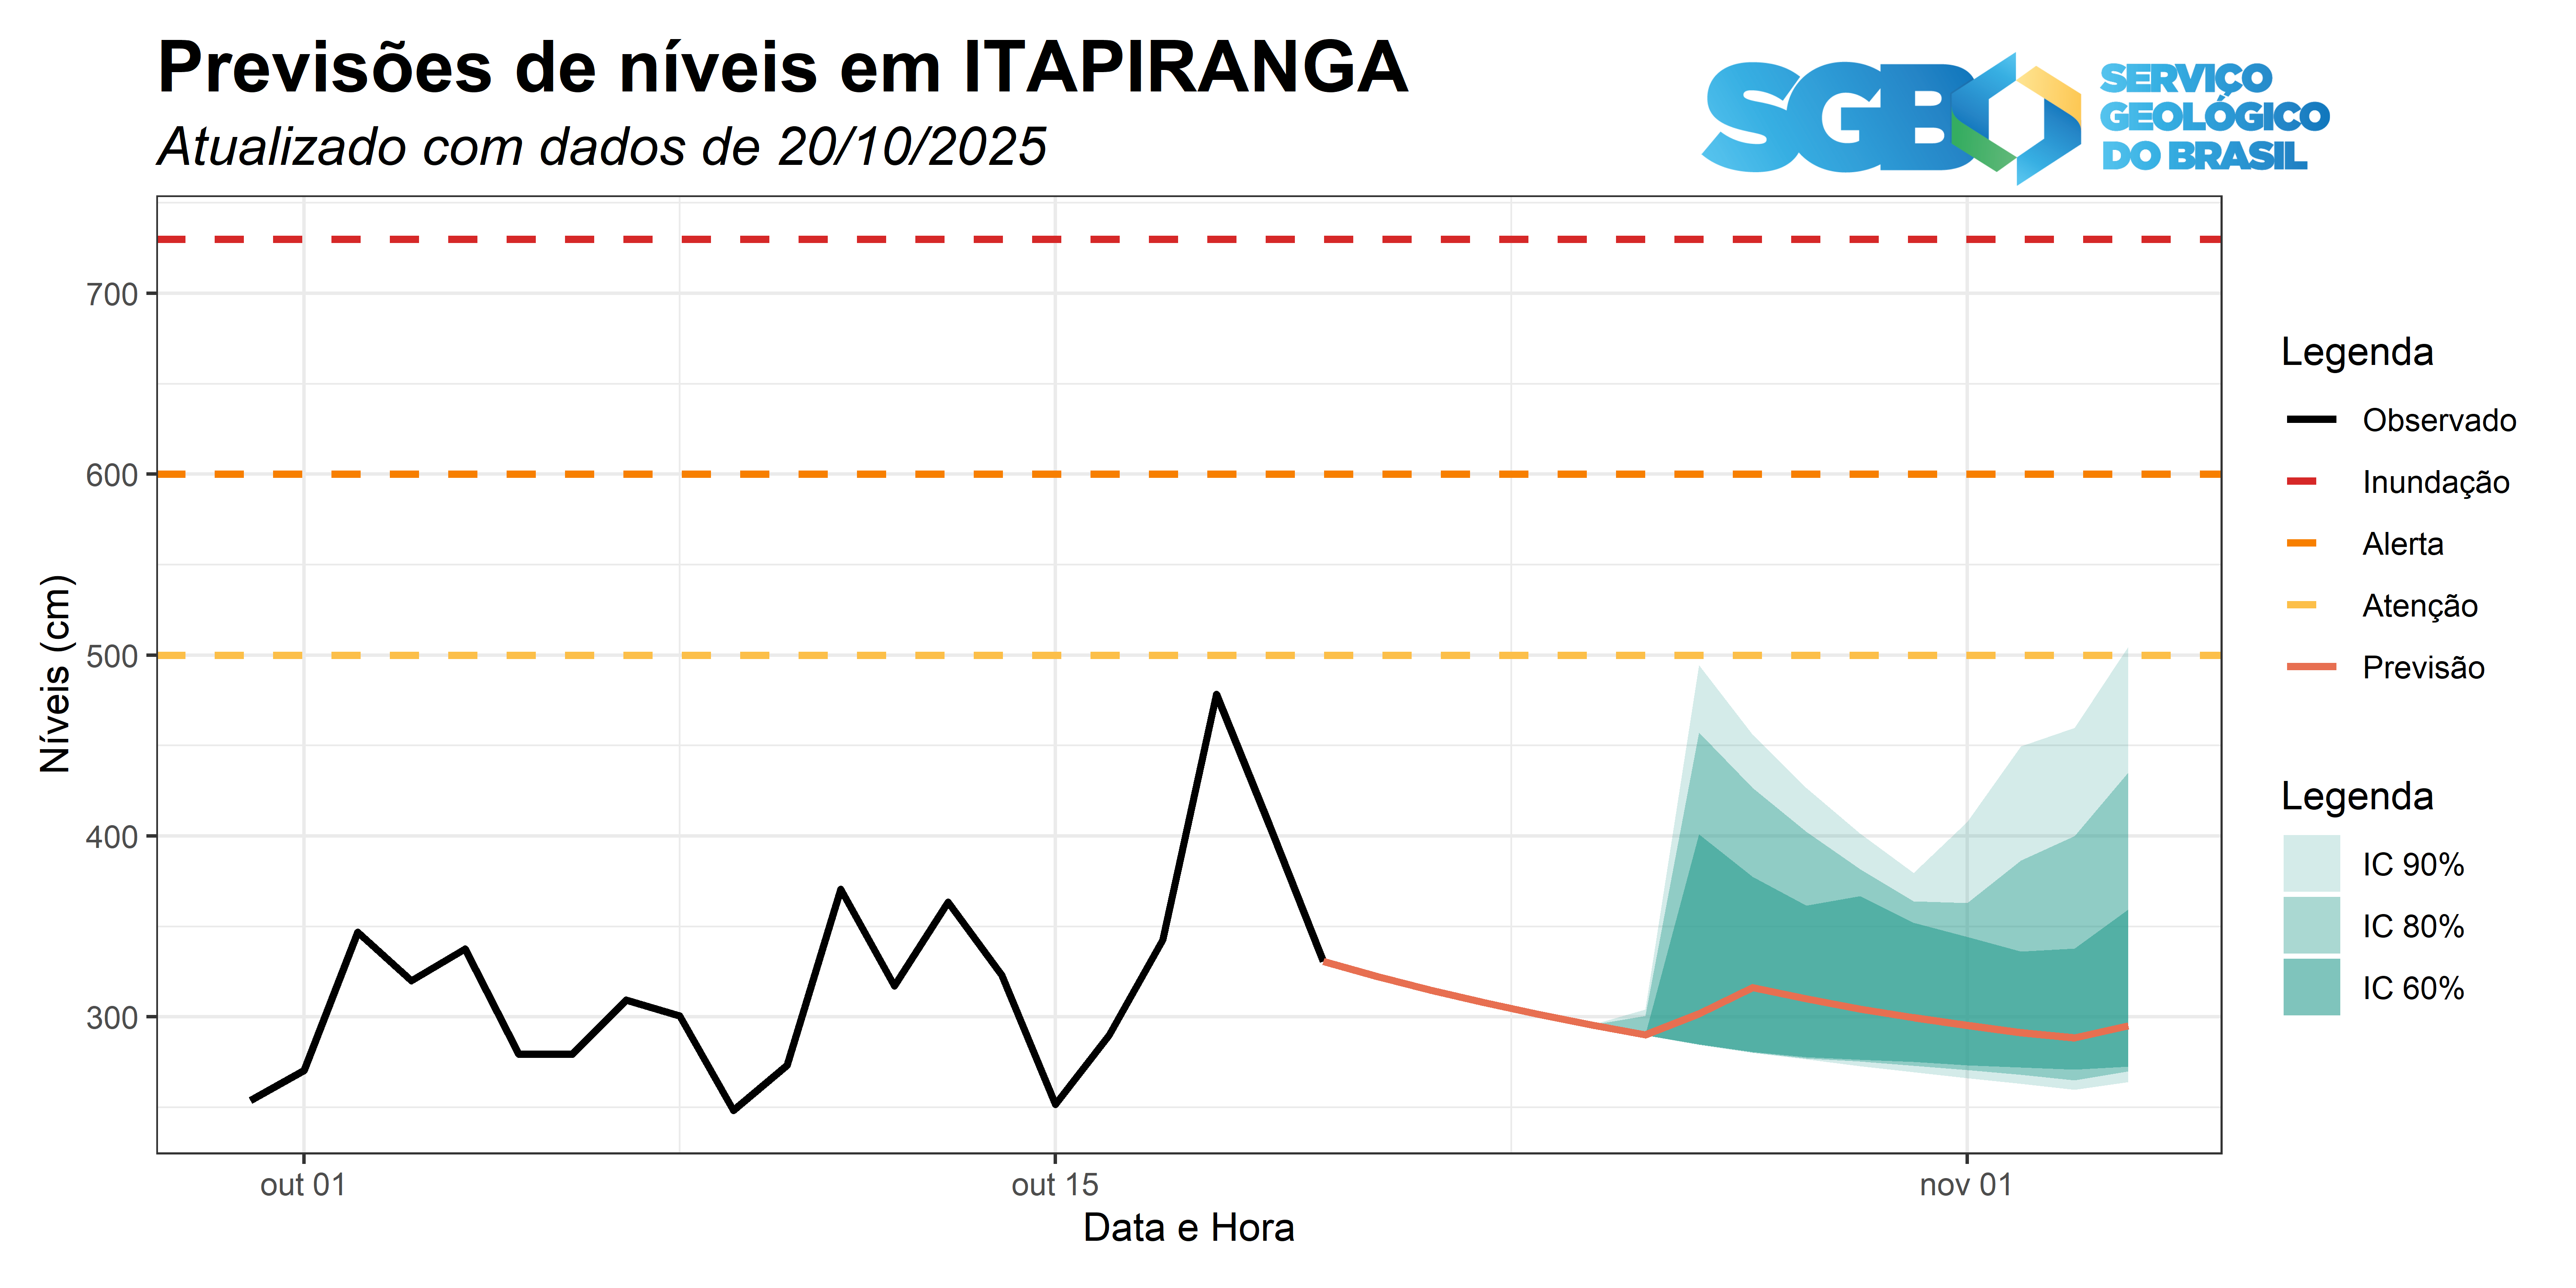 Previsões de níveis em ITAPIRANGA
Atualizado com dados de 20/10/2025
SGB
SERVIÇO
GEOLÓGICO
DO BRASIL
700
600
500
400
300
Níveis (cm)
out 01
out 15
nov 01
Data e Hora
Legenda
Observado
Inundação
Alerta
Atenção
Previsão
Legenda
IC 90%
IC 80%
IC 60%